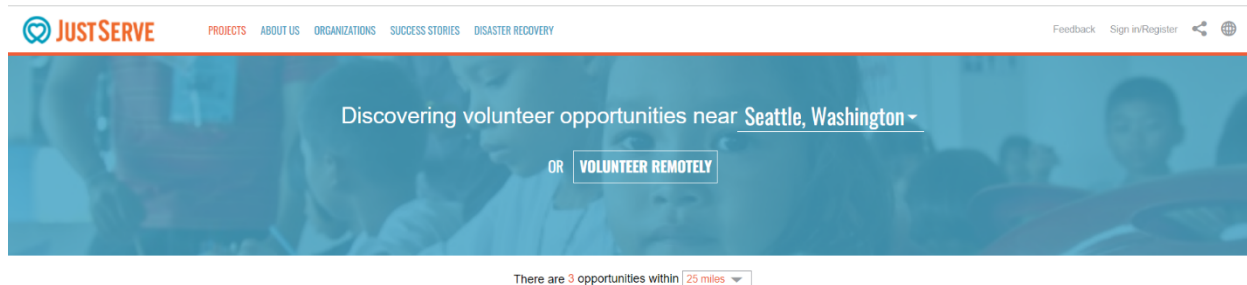 JUSTSERVE PROJECTS ABOUT US ORGANIZATIONS SUCCESS STORIES DISASTER RECOVERY Feedback Sign in/Register
Discovering volunteer opportunities near Seattle, Washington
OR VOLUNTEER REMOTELY
There are 3 opportunities within 25 miles